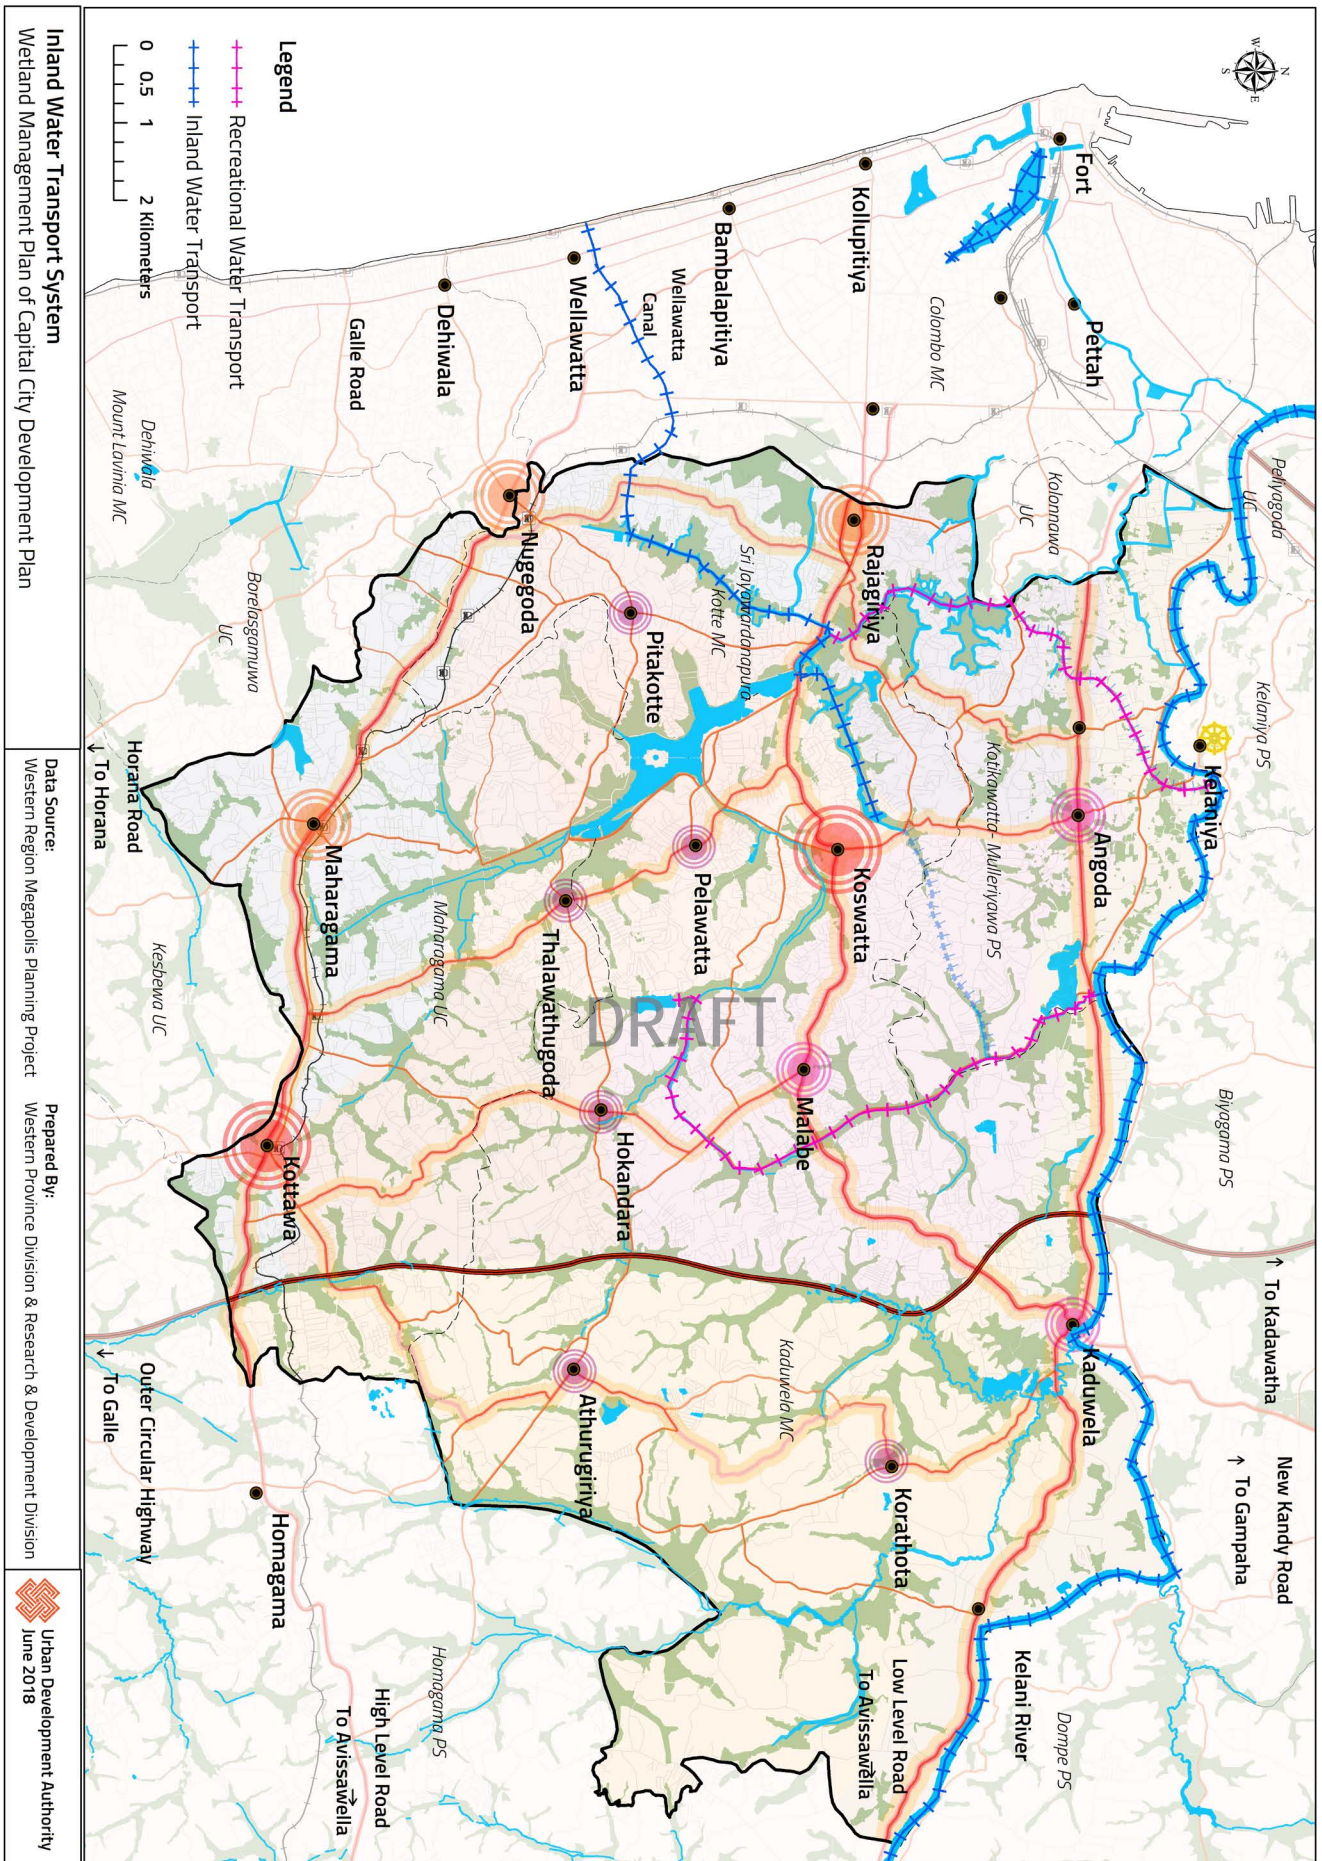 N
E
S
W
Legend
Recreational Water Transport
Inland Water Transport
0 0.5 1 2 Kilometers
Fort
Pettah
Kollupitiya
Colombo MC
Bambalapitiya
Wellawatta
Canal
Wellawatta
Dehiwala
Galle Road
Dehiwala
Mount Lavinia MC
Peliyagoda
UC
Kolonnawa
UC
Kelaniya PS
Kelaniya
Rajagiriya
Sri Jayawardanapura
Kotte MC
Nugegoda
Pitakotte
Borelasgamuwa
UC
Kotikawatta- Mulleriyawa PS
Angoda
Koswatta
Pelawatta
Thalawathugoda
Maharagama UC
Maharagama
Horana Road
To Horana
Kesbewa UC
DRAFT
Malabe
Hokandara
Kottawa
Biyagama PS
To Kadawatha
New Kandy Road
To Gampaha
Kaduwela
Kaduwela MC
Korathota
Athurugiriya
Outer Circular Highway
To Galle
Homagama
Homagama PS
Kelani River
Dompe PS
Low Level Road
To Avissawella
High Level Road
To Avissawella
Inland Water Transport System
Wetland Management Plan of Capital City Development Plan
Data Source:
Western Region Megapolis Planning Project
Prepared By:
Western Province Division & Research & Development Division
Urban Development Authority
June 2018